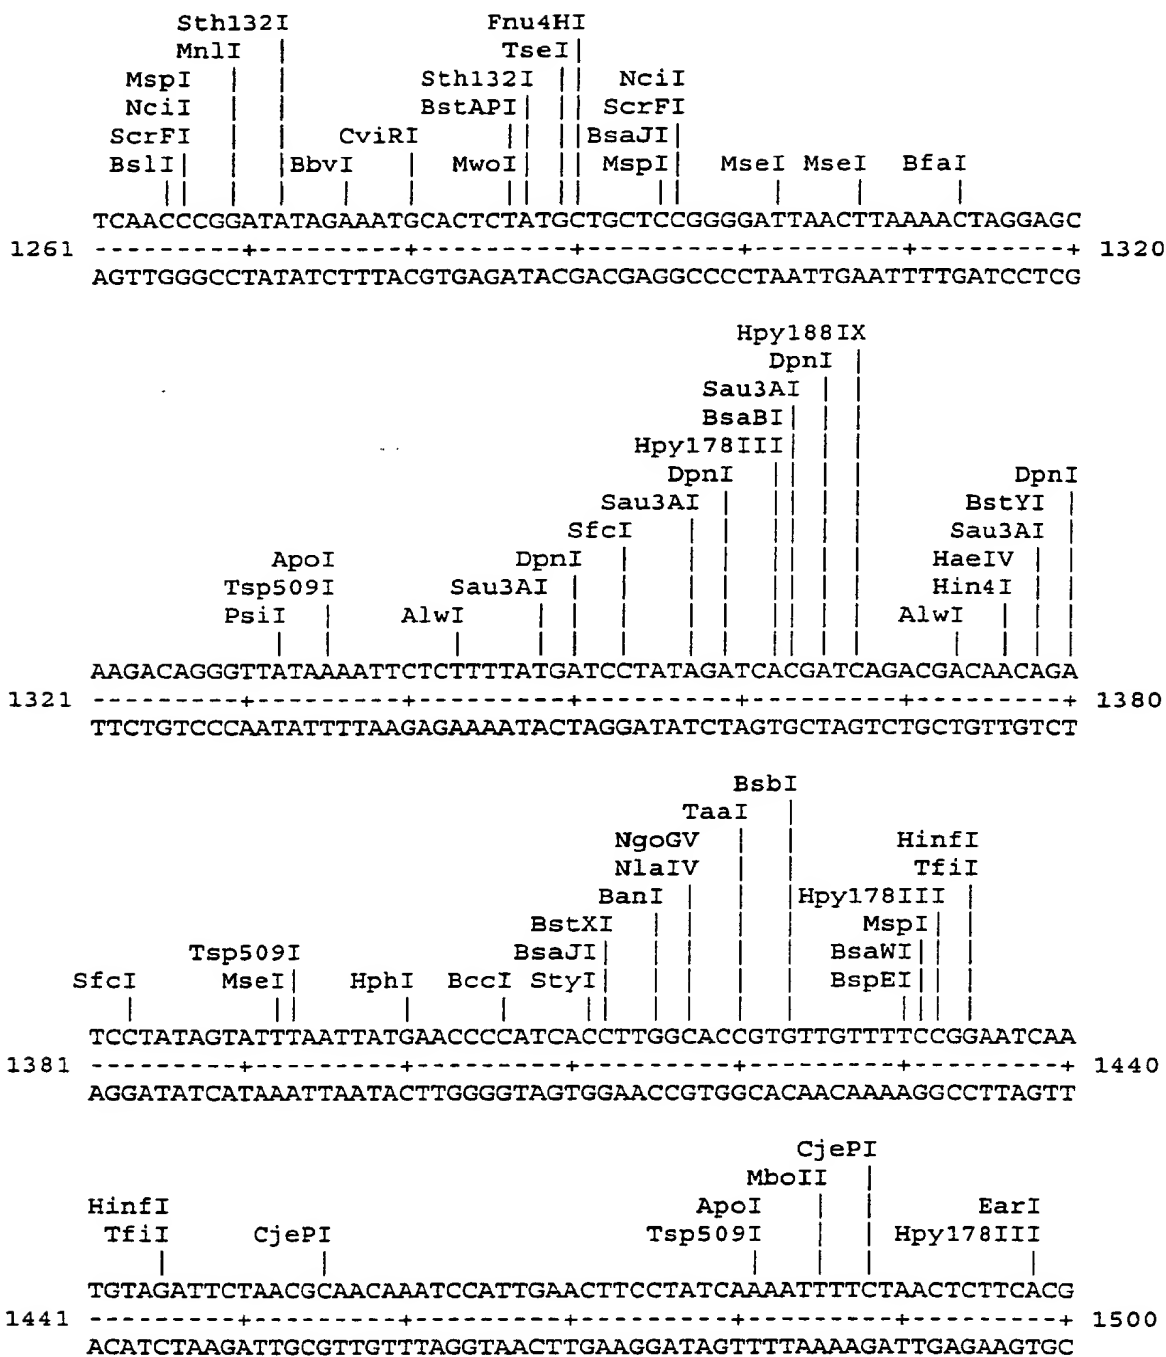 Sth132I Fnu4HI
MnlI TseI
MspI Sth132I NciI
NciI BstAPI ScrFI
ScrFI CviRI BsaJI
BslI BbvI MwoI MspI MseI MseI BfaI
TCAACCCGGATATAGAAATGCACTCTATGCTGCTCCGGGGATTAACTTAAAACTAGGAGC
1261 ---------+---------+---------+---------+---------+---------+ 1320
AGTTGGGCCTATATCTTTACGTGAGATACGACGAGGCCCCTAATTGAATTTTGATCCTCG
Hpy188IX
DpnI
Sau3AI
BsaBI
Hpy178III
DpnI DpnI
Sau3AI BstYI
SfcI Sau3AI
ApoI DpnI HaeIV
Tsp509I Sau3AI Hin4I
PsiI AlwI AlwI
AAGACAGGGTTATAAAATTCTCTTTTATGATCCTATAGATCACGATCAGACGACAACAGA
1321 ---------+---------+---------+---------+---------+---------+ 1380
TTCTGTCCCAATATTTTAAGAGAAAATACTAGGATATCTAGTGCTAGTCTGCTGTTGTCT
BsbI
TaaI
NgoGV HinfI
NlaIV TfiI
BanI Hpy178III
BstXI MspI
Tsp509I BsaJI BsaWI
SfcI MseI HphI BccI StyI BspEI
TCCTATAGTATTTAATTATGAACCCCATCACCTTGGCACCGTGTTGTTTTCCGGAATCAA
1381 ---------+---------+---------+---------+---------+---------+ 1440
AGGATATCATAAATTAATACTTGGGGTAGTGGAACCGTGGCACAACAAAAGGCCTTAGTT
CjePI
MboII
HinfI ApoI EarI
TfiI CjePI Tsp509I Hpy178III
TGTAGATTCTAACGCAACAAATCCATTGAACTTCCTATCAAAATTTTCTAACTCTTCACG
1441 ---------+---------+---------+---------+---------+---------+ 1500
ACATCTAAGATTGCGTTGTTTAGGTAACTTGAAGGATAGTTTTAAAAGATTGAGAAGTGC